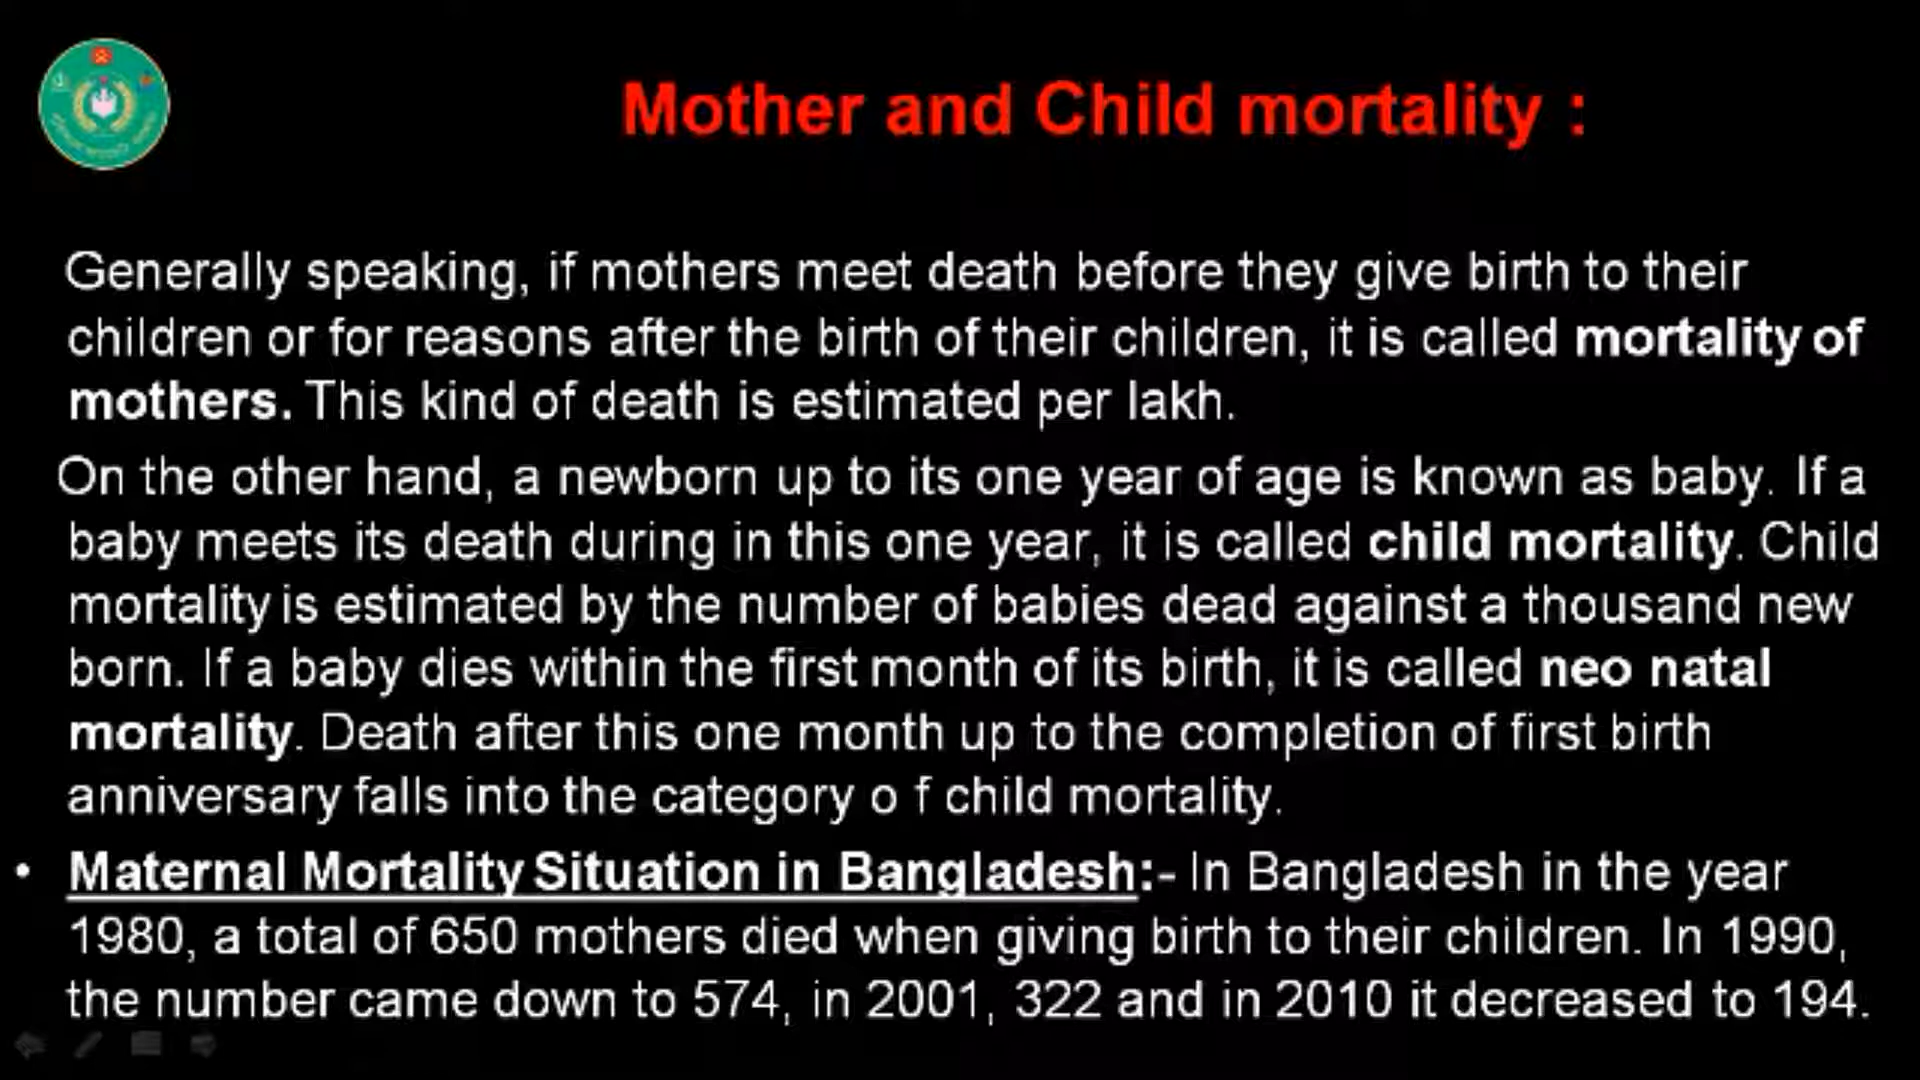 Mother and Child mortality :
Generally speaking, if mothers meet death before they give birth to their
children or for reasons after the birth of their children, it is called mortality of
mothers. This kind of death is estimated per lakh.
On the other hand, a newborn up to its one year of age is known as baby. If a
baby meets its death during in this one year, it is called child mortality. Child
mortality is estimated by the number of babies dead against a thousand new
born. If a baby dies within the first month of its birth, it is called neo natal
mortality. Death after this one month up to the completion of first birth
anniversary falls into the category o f child mortality.
• Maternal Mortality Situation in Bangladesh:- In Bangladesh in the year
1980, a total of 650 mothers died when giving birth to their children. In 1990,
the number came down to 574, in 2001, 322 and in 2010 it decreased to 194.